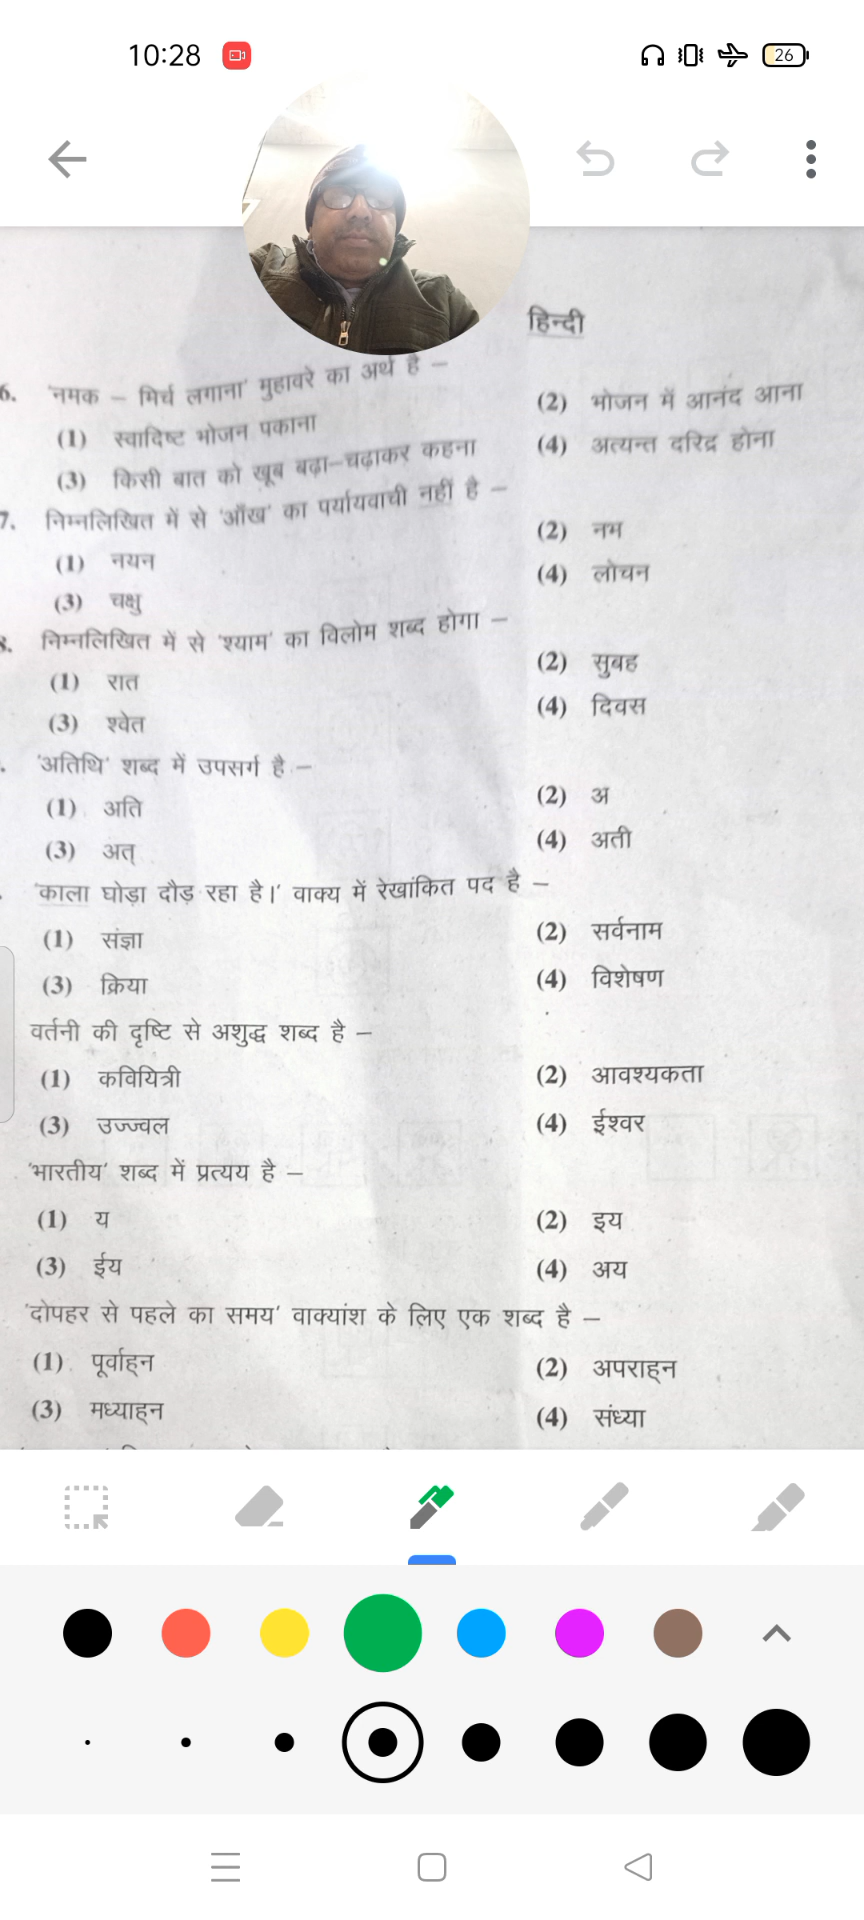 10:28
26
हिन्दी
6. 'नमक – मिर्च लगाना' मुहावरे का अर्थ है –
(1) स्वादिष्ट भोजन पकाना
(2) भोजन में आनंद आना
(3) किसी बात को खूब बढ़ा–चढ़ाकर कहना
(4) अत्यन्त दरिद्र होना
7. निम्नलिखित में से 'आँख' का पर्यायवाची नहीं है –
(1) नयन
(2) नभ
(3) चक्षु
(4) लोचन
8. निम्नलिखित में से 'श्याम' का विलोम शब्द होगा –
(1) रात
(2) सुबह
(3) श्वेत
(4) दिवस
'अतिथि' शब्द में उपसर्ग है –
(1) अति
(2) अ
(3) अत्
(4) अती
'काला घोड़ा दौड़ रहा है।' वाक्य में रेखांकित पद है –
(1) संज्ञा
(2) सर्वनाम
(3) क्रिया
(4) विशेषण
वर्तनी की दृष्टि से अशुद्ध शब्द है –
(1) कवियित्री
(2) आवश्यकता
(3) उज्ज्वल
(4) ईश्वर
'भारतीय' शब्द में प्रत्यय है –
(1) य
(2) इय
(3) ईय
(4) अय
'दोपहर से पहले का समय' वाक्यांश के लिए एक शब्द है –
(1) पूर्वाह्न
(2) अपराह्न
(3) मध्याह्न
(4) संध्या